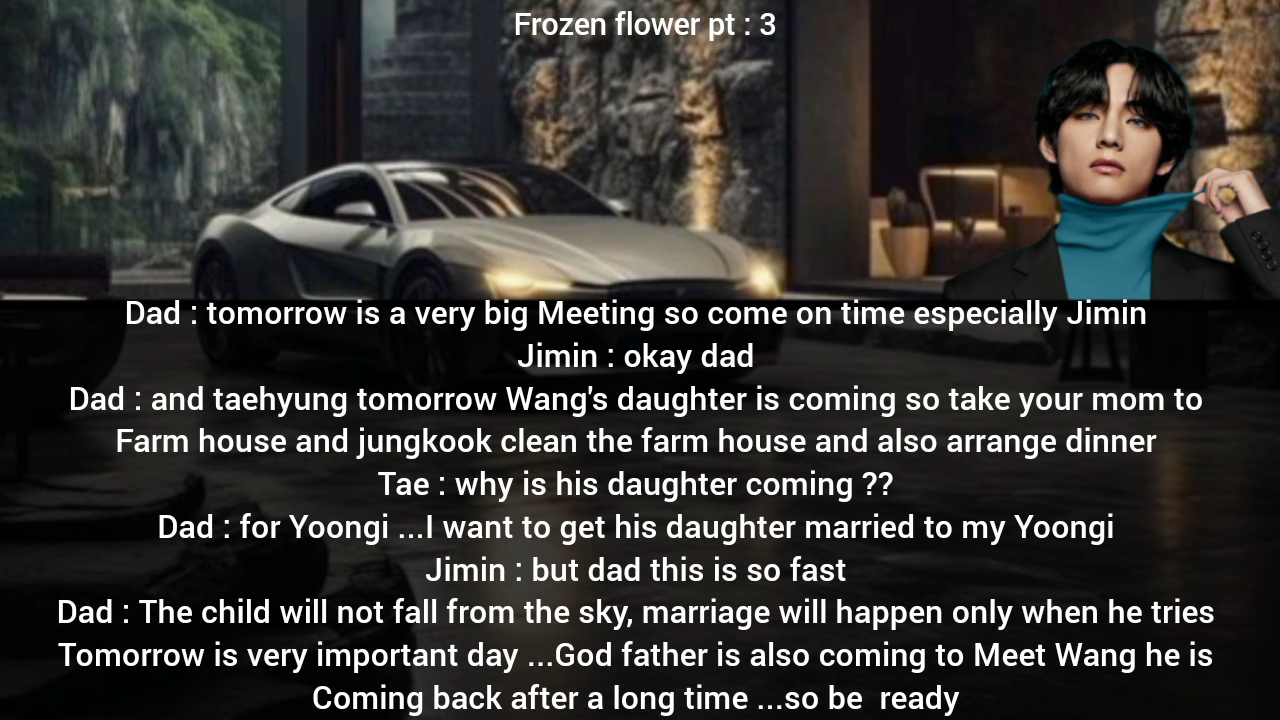 Frozen flower pt : 3
Dad : tomorrow is a very big Meeting so come on time especially Jimin
Jimin : okay dad
Dad : and taehyung tomorrow Wang's daughter is coming so take your mom to
Farm house and jungkook clean the farm house and also arrange dinner
Tae : why is his daughter coming ??
Dad : for Yoongi ...I want to get his daughter married to my Yoongi
Jimin : but dad this is so fast
Dad : The child will not fall from the sky, marriage will happen only when he tries
Tomorrow is very important day ...God father is also coming to Meet Wang he is
Coming back after a long time ...so be  ready